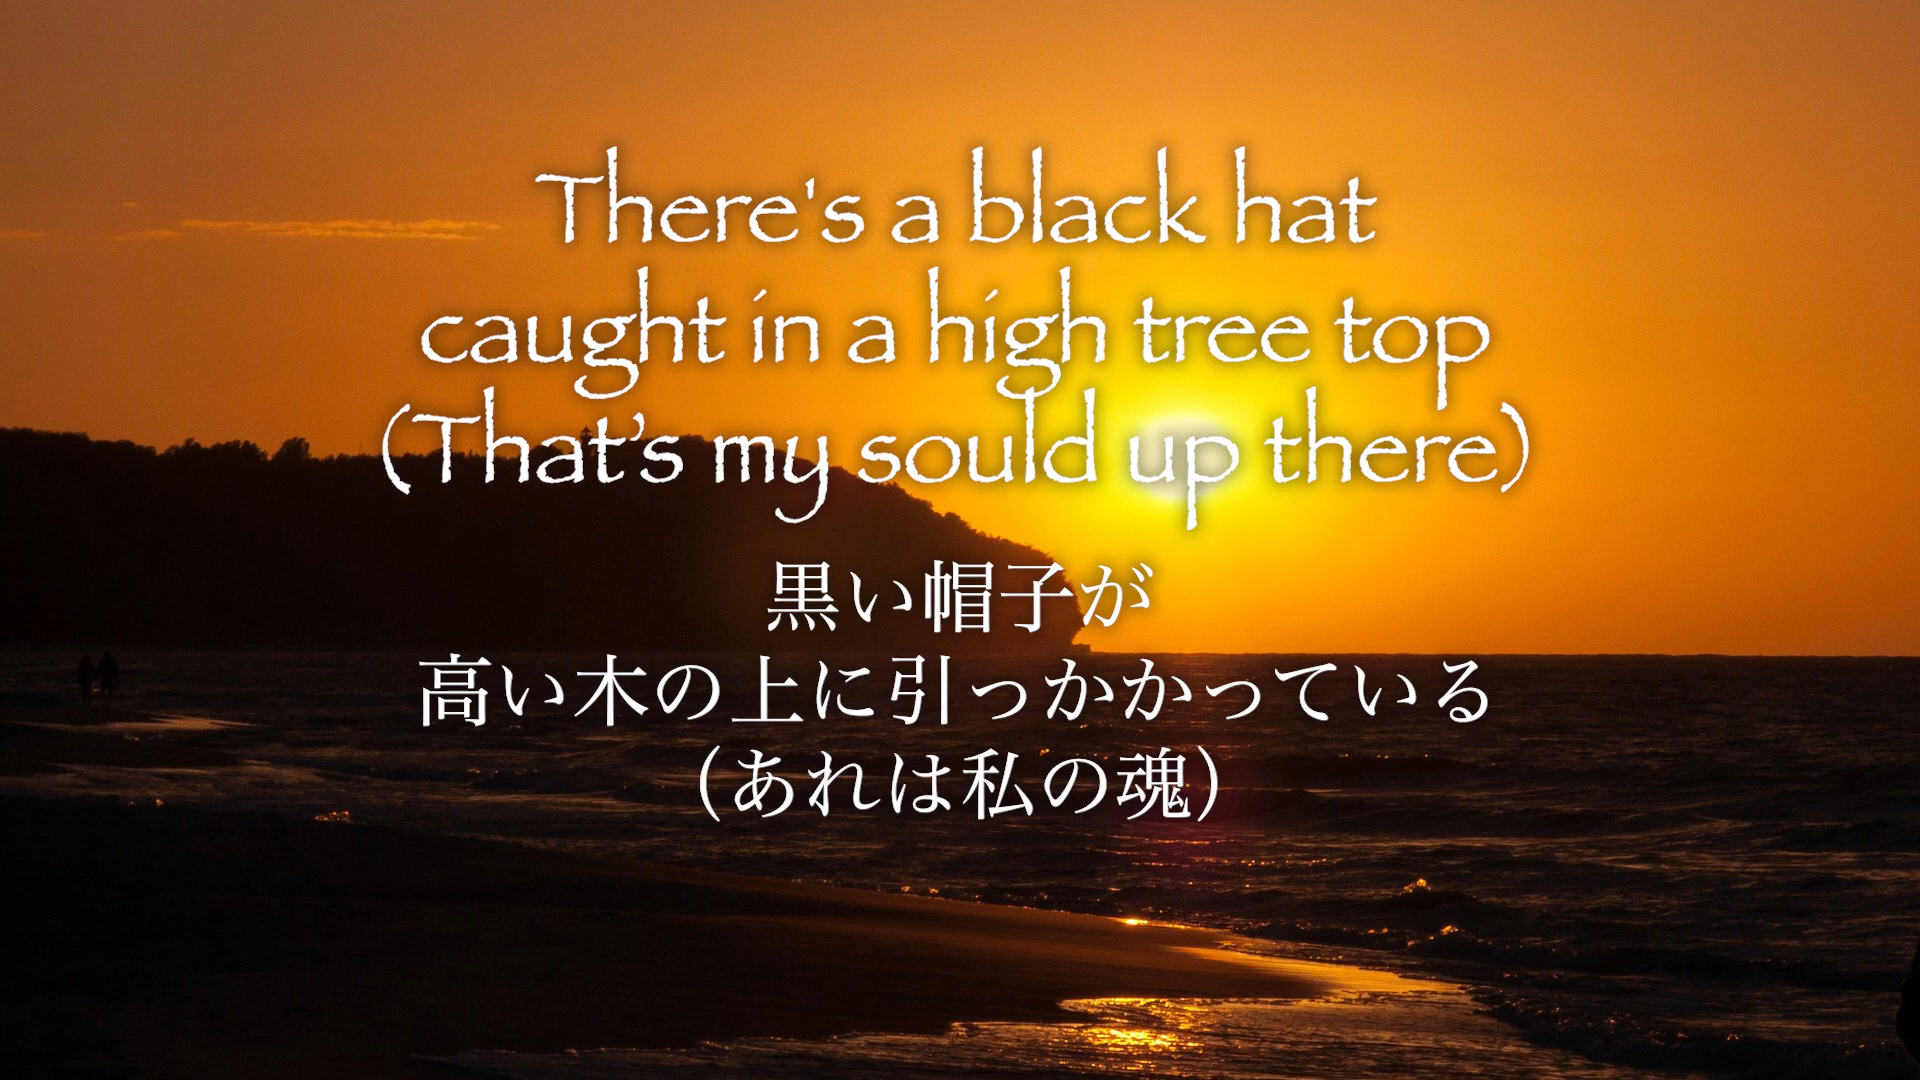 There's a black hat
caught in a high tree top
(That’s my sould up there)
黒い帽子が
高い木の上に引っかかっている
(あれは私の魂)